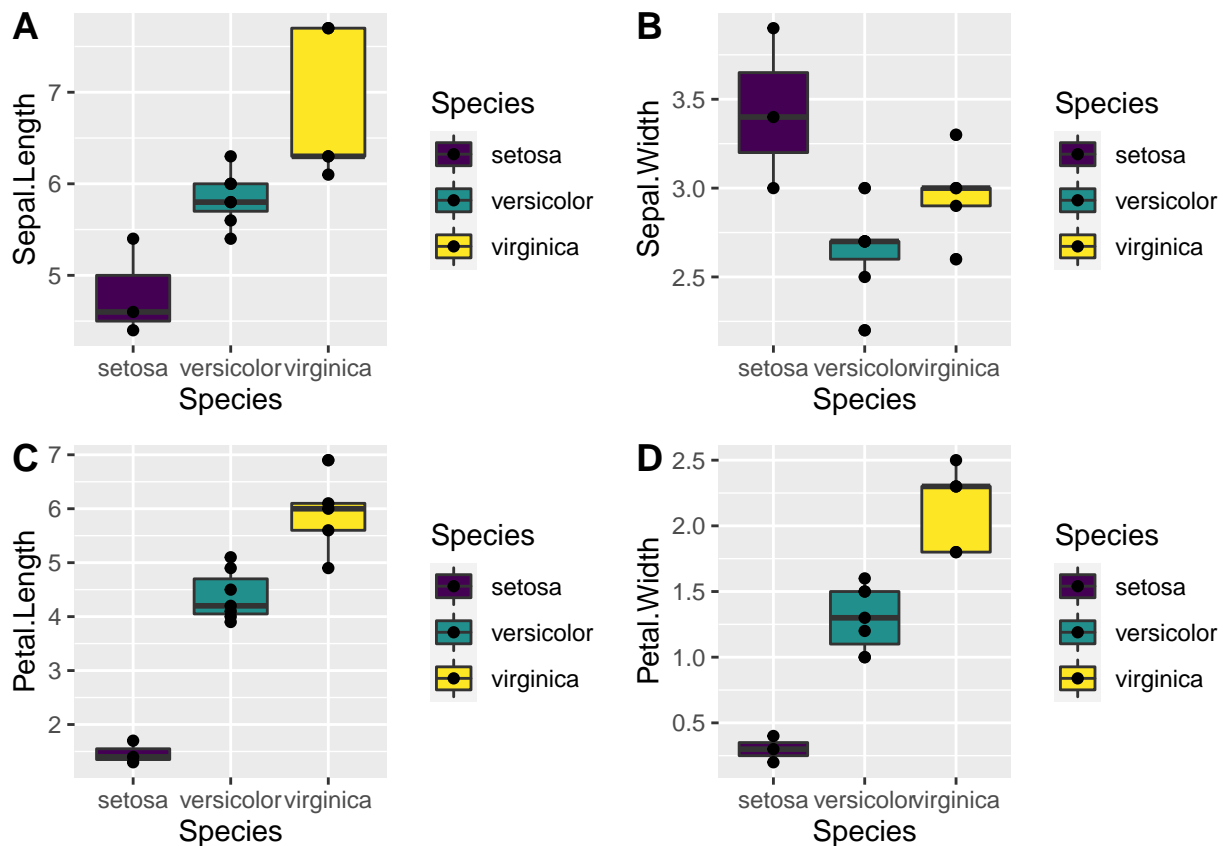 A
Sepal.Length
7
6
5
setosa versicolor virginica
Species
Species
setosa
versicolor
virginica
B
Sepal.Width
3.5
3.0
2.5
setosa versicolor virginica
Species
Species
setosa
versicolor
virginica
C
Petal.Length
7
6
5
4
3
2
setosa versicolor virginica
Species
Species
setosa
versicolor
virginica
D
Petal.Width
2.5
2.0
1.5
1.0
0.5
setosa versicolor virginica
Species
Species
setosa
versicolor
virginica